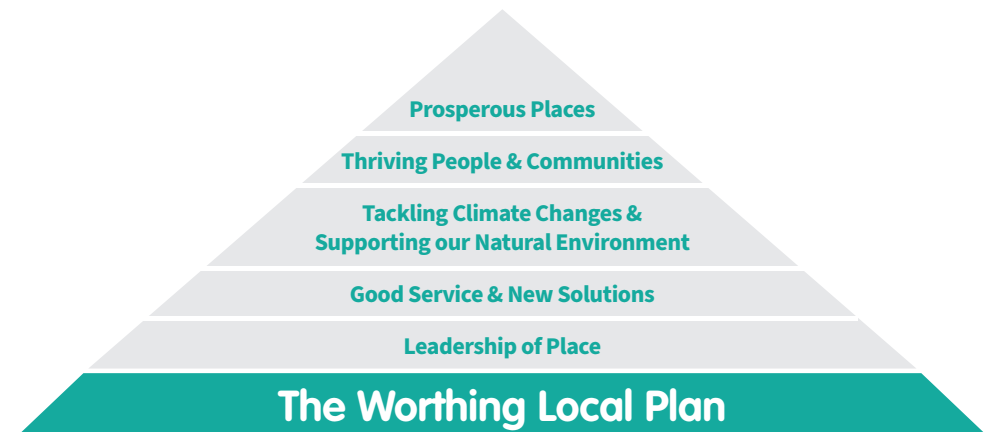 Prosperous Places
Thriving People & Communities
Tackling Climate Changes &
Supporting our Natural Environment
Good Service & New Solutions
Leadership of Place
The Worthing Local Plan